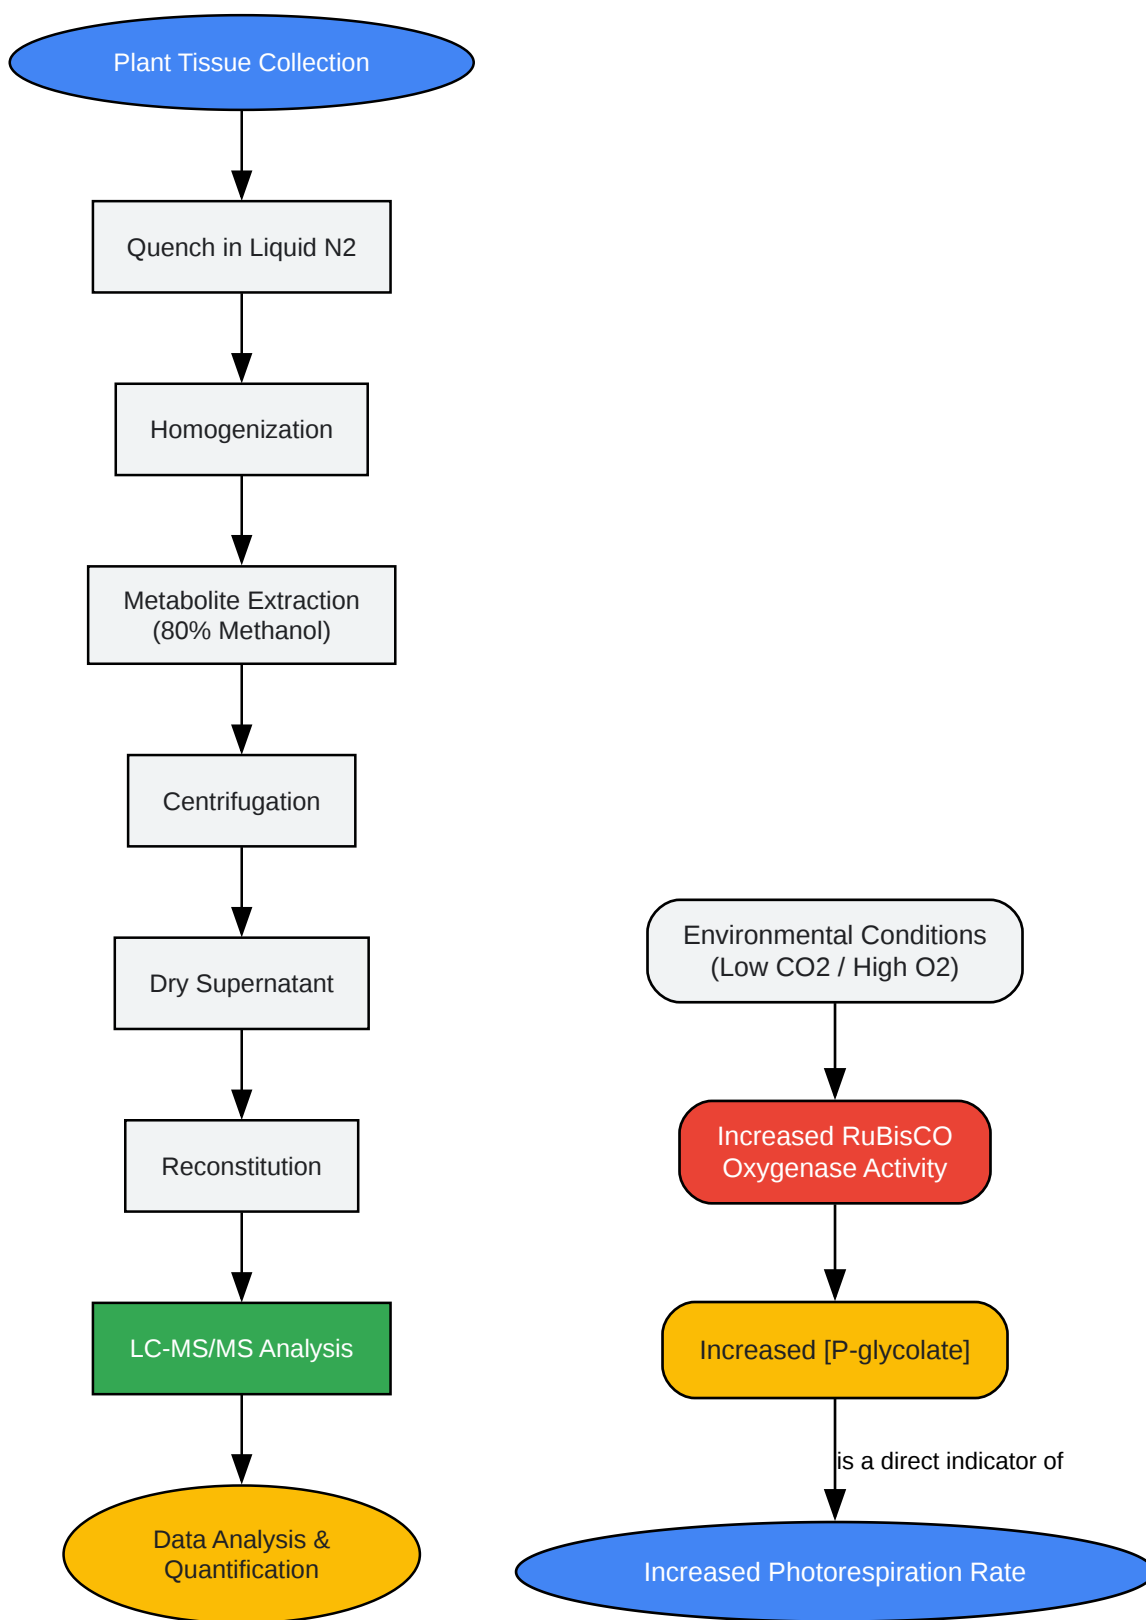 Plant Tissue Collection
Quench in Liquid N2
Homogenization
Metabolite Extraction
(80% Methanol)
Centrifugation
Dry Supernatant
Reconstitution
LC-MS/MS Analysis
Data Analysis &
Quantification
Environmental Conditions
(Low CO2 / High O2)
Increased RuBisCO
Oxygenase Activity
Increased [P-glycolate]
is a direct indicator of
Increased Photorespiration Rate